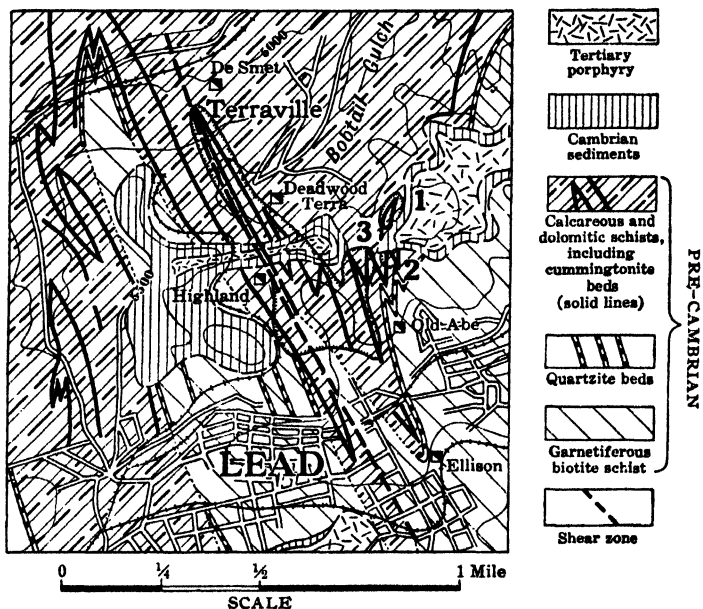 6000
De Smet
Terraville
Bobtail Gulch
Deadwood
Terra
1
3
2
5300
Highland
Old Abe
LEAD
Ellison
0 ¼ ½ 1 Mile
SCALE
Tertiary
porphyry
Cambrian
sediments
Calcareous and
dolomitic schists,
including
cummingtonite
beds
(solid lines)
Quartzite beds
Garnetiferous
biotite schist
PRE-CAMBRIAN
Shear zone